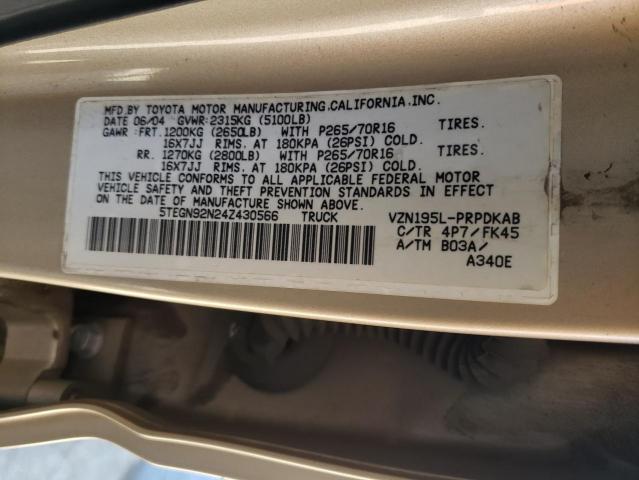 MFD.BY TOYOTA MOTOR MANUFACTURING,CALIFORNIA,INC.
DATE 06/04 GVWR:2315KG (5100LB)
GAWR: FRT. 1200KG (2650LB) WITH P265/70R16 TIRES.
16X7JJ RIMS. AT 180KPA (26PSI) COLD.
RR. 1270KG (2800LB) WITH P265/70R16 TIRES.
16X7JJ RIMS. AT 180KPA (26PSI) COLD.
THIS VEHICLE CONFORMS TO ALL APPLICABLE FEDERAL MOTOR
VEHICLE SAFETY AND THEFT PREVENTION STANDARDS IN
EFFECT ON THE DATE OF MANUFACTURE SHOWN ABOVE.
5TEGN92N24Z430566 TRUCK VZN195L-PRPDKAB
C/TR 4P7/FK45
A/TM B03A/
A340E